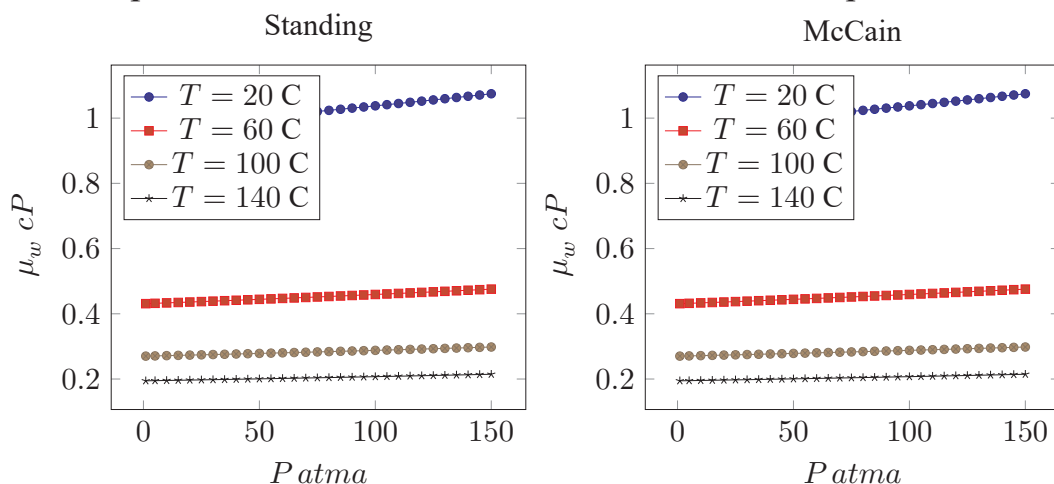 Standing
McCain
T = 20 C
T = 60 C
T = 100 C
T = 140 C
1
0.8
0.6
0.4
0.2
μ_w cP
0 50 100 150
P atma
T = 20 C
T = 60 C
T = 100 C
T = 140 C
1
0.8
0.6
0.4
0.2
μ_w cP
0 50 100 150
P atma